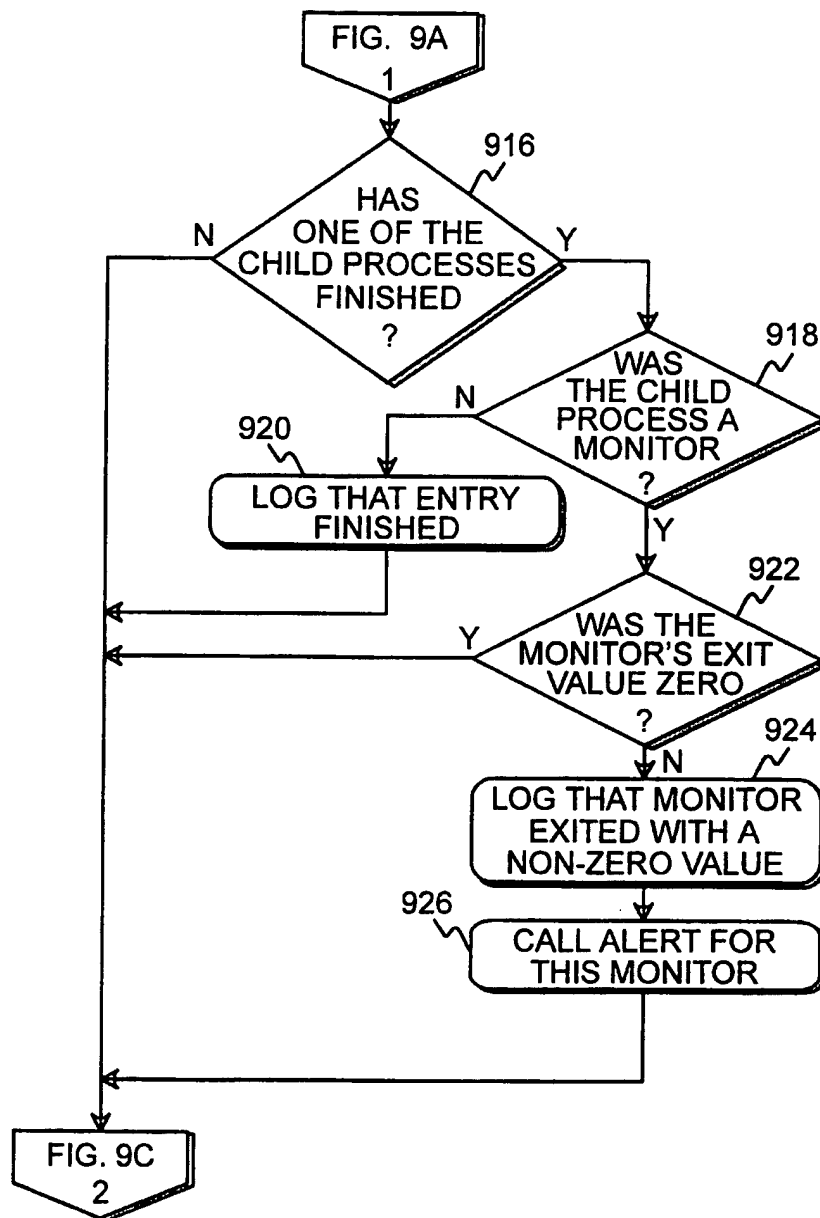 FIG. 9A
1
916
HAS
ONE OF THE
CHILD PROCESSES
FINISHED
?
N
Y
918
WAS
THE CHILD
PROCESS A
MONITOR
?
N
Y
920
LOG THAT ENTRY
FINISHED
922
WAS THE
MONITOR'S EXIT
VALUE ZERO
?
Y
N
924
LOG THAT MONITOR
EXITED WITH A
NON-ZERO VALUE
926
CALL ALERT FOR
THIS MONITOR
FIG. 9C
2